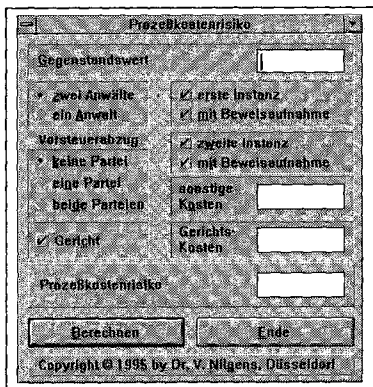 Prozeßkostenrisiko
Gegenstandswert
zwei Anwälte
ein Anwalt
erste Instanz
mit Beweisaufnahme
Vorsteuerabzug
keine Partei
eine Partei
beide Parteien
zweite Instanz
mit Beweisaufnahme
sonstige
Kosten
Gericht
Gerichts-
Kosten
Prozeßkostenrisiko
Berechnen
Ende
Copyright © 1995 by Dr. V. Nilgens, Düsseldorf